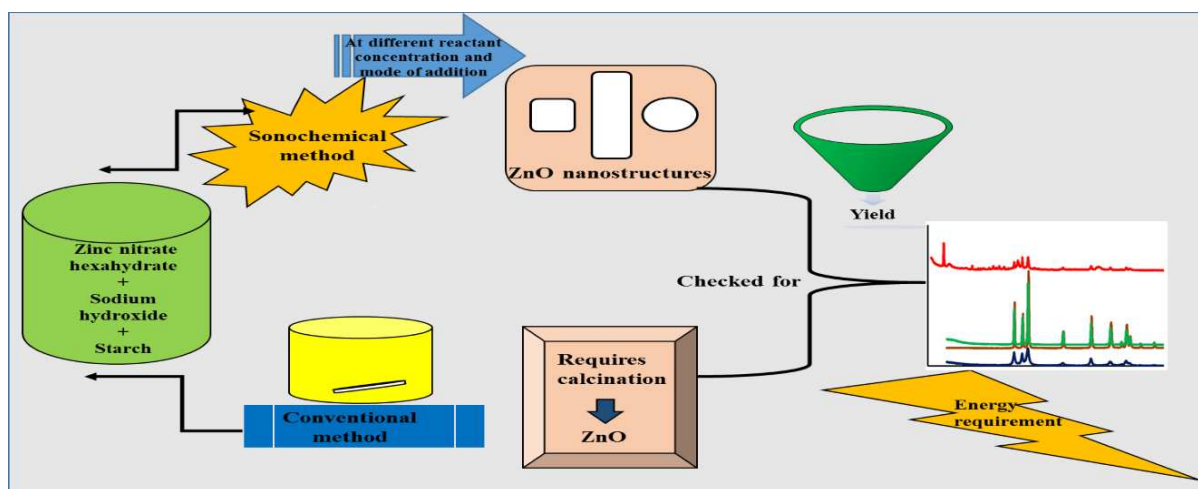 At different reactant
concentration and
mode of addition
Sonochemical
method
ZnO nanostructures
Yield
Zinc nitrate
hexahydrate
+
Sodium
hydroxide
+
Starch
Checked for
Requires
calcination
ZnO
Conventional
method
Energy
requirement